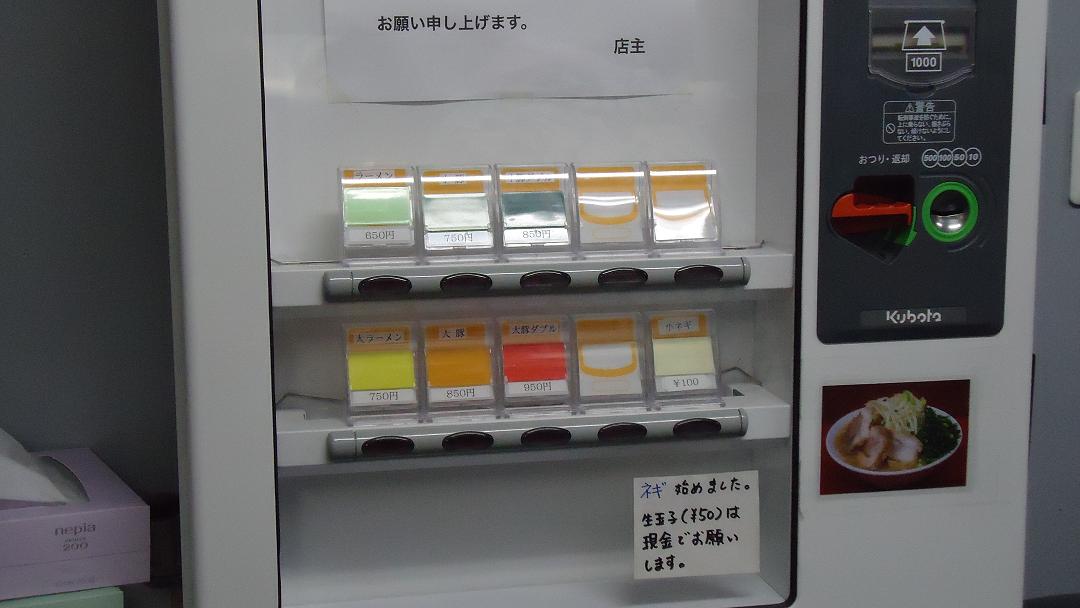 お願い申し上げます。
店主
1000
警告
おつり・返却
500 100 50 10
ラーメン
650円
750円
850円
Kubota
大ラーメン
大豚
大豚ダブル
小ネギ
750円
850円
950円
¥100
ネギ 始めました。
生玉子(¥50)は
現金でお願い
します。
nepia
200